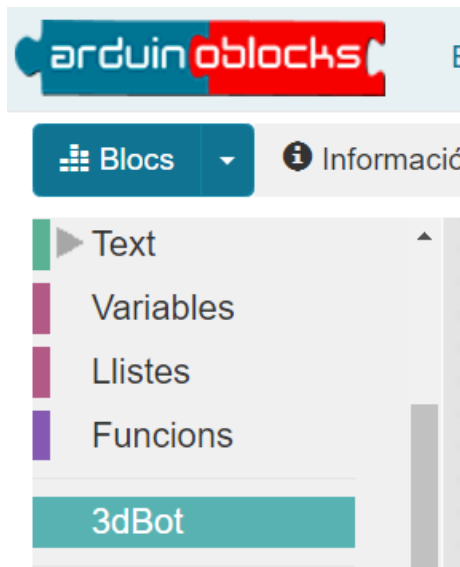 arduinoblocks
Blocs
Informació
Text
Variables
Llistes
Funcions
3dBot